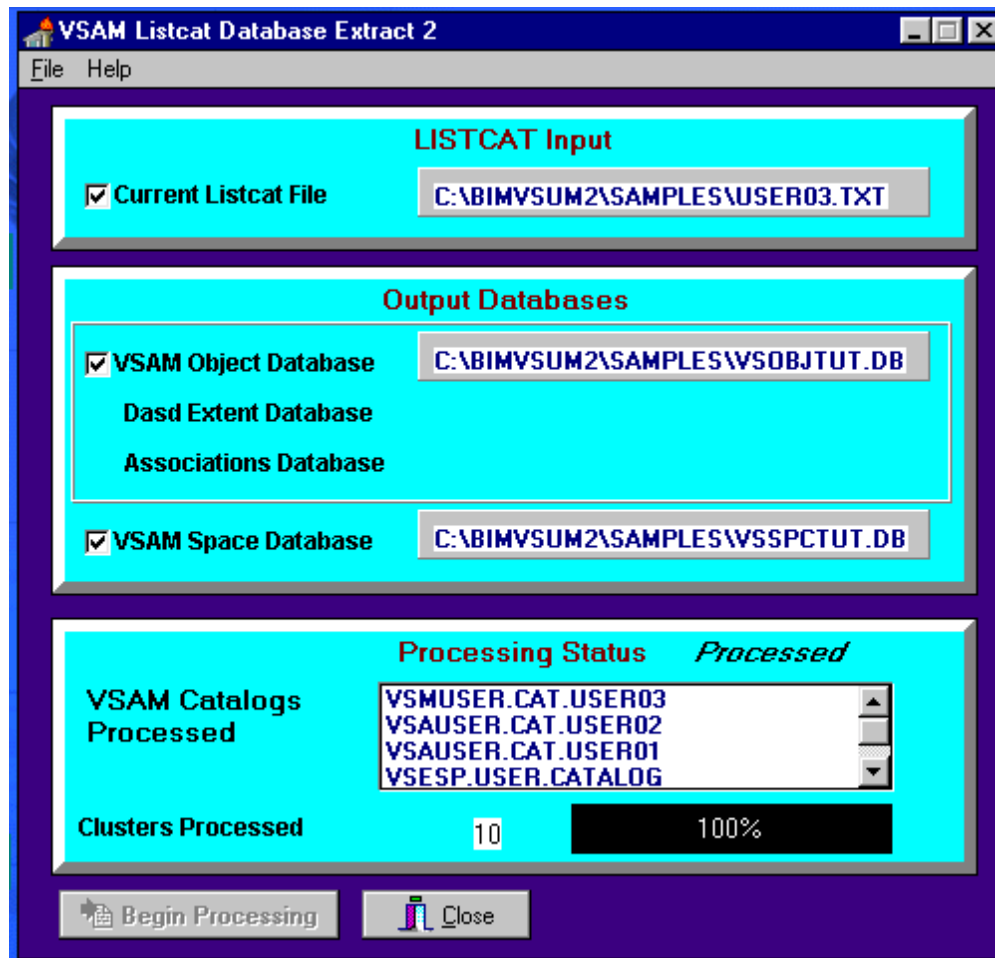 VSAM Listcat Database Extract 2
File Help
LISTCAT Input
Current Listcat File C:\BIMVSUM2\SAMPLES\USER03.TXT
Output Databases
VSAM Object Database C:\BIMVSUM2\SAMPLES\VSOBJTUT.DB
Dasd Extent Database
Associations Database
VSAM Space Database C:\BIMVSUM2\SAMPLES\VSSPCTUT.DB
Processing Status Processed
VSAM Catalogs
Processed
VSMUSER.CAT.USER03
VSAUSER.CAT.USER02
VSAUSER.CAT.USER01
VSESP.USER.CATALOG
Clusters Processed 10 100%
Begin Processing Close